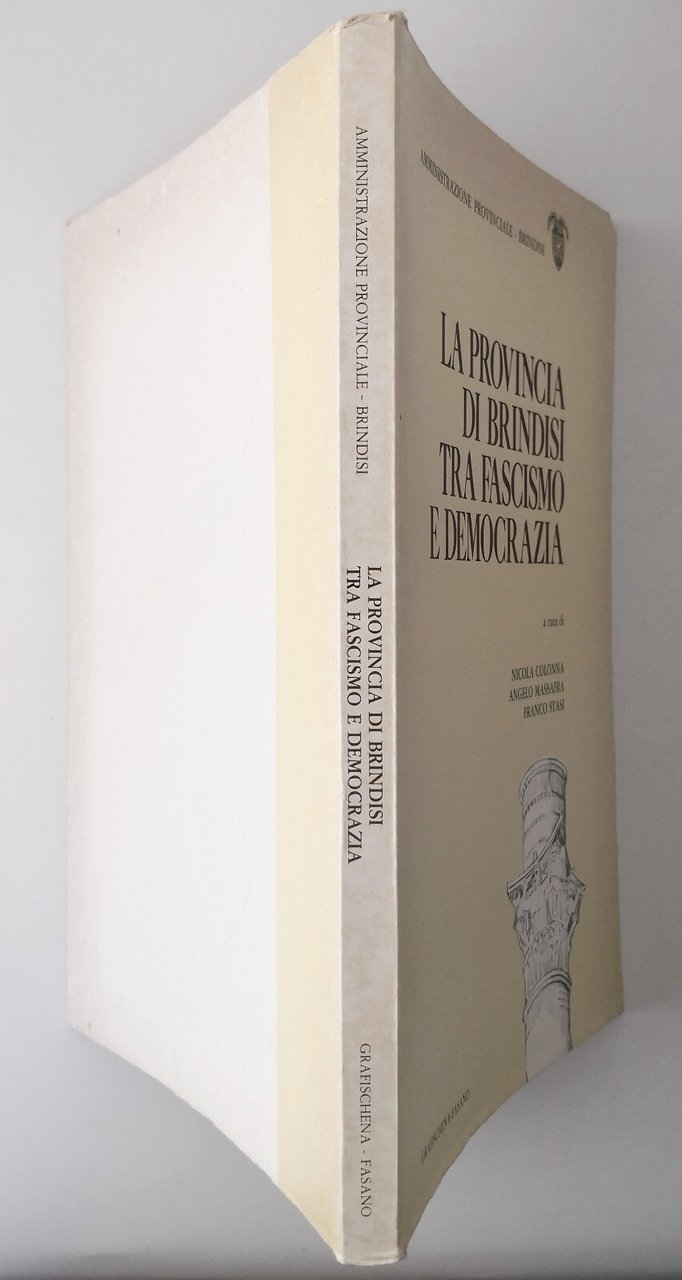 AMMINISTRAZIONE PROVINCIALE - BRINDISI
LA PROVINCIA DI BRINDISI
TRA FASCISMO E DEMOCRAZIA
GRAFISCHENA - FASANO
AMMINISTRAZIONE PROVINCIALE - BRINDISI
LA PROVINCIA
DI BRINDISI
TRA FASCISMO
E DEMOCRAZIA
a cura di
NICOLA COLONNA
ANGELO MASSAFRA
FRANCO STASI
GRAFISCHENA-FASANO